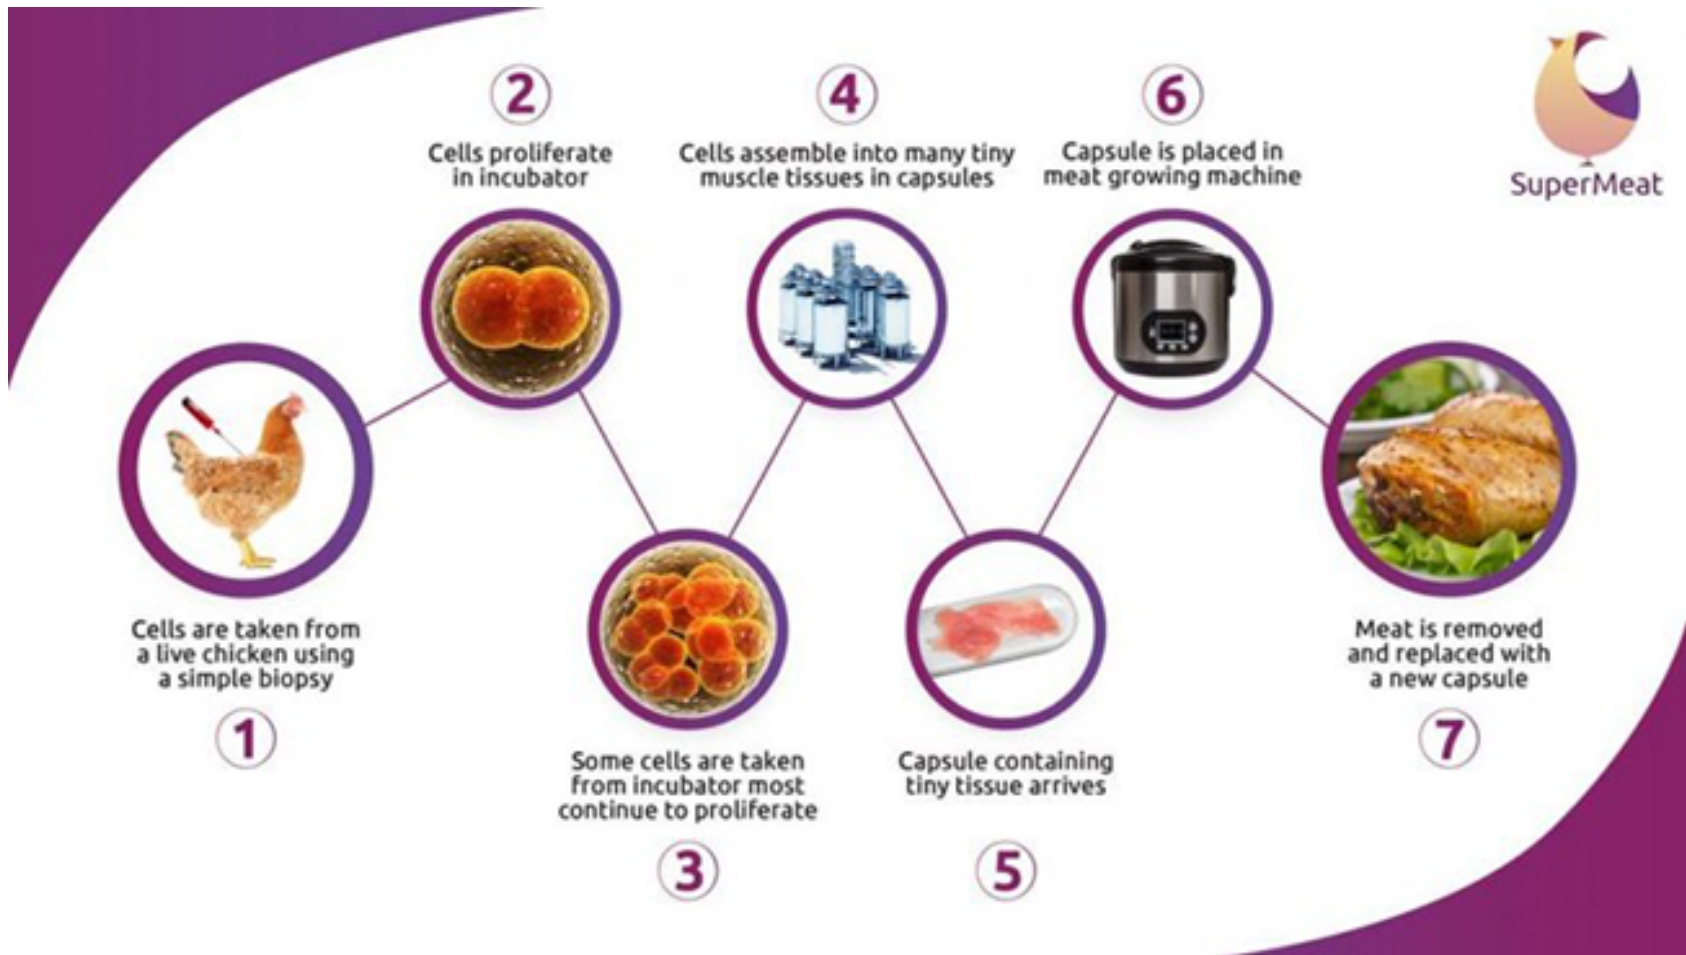 SuperMeat
1
Cells are taken from
a live chicken using
a simple biopsy
2
Cells proliferate
in incubator
3
Some cells are taken
from incubator most
continue to proliferate
4
Cells assemble into many tiny
muscle tissues in capsules
5
Capsule containing
tiny tissue arrives
6
Capsule is placed in
meat growing machine
7
Meat is removed
and replaced with
a new capsule